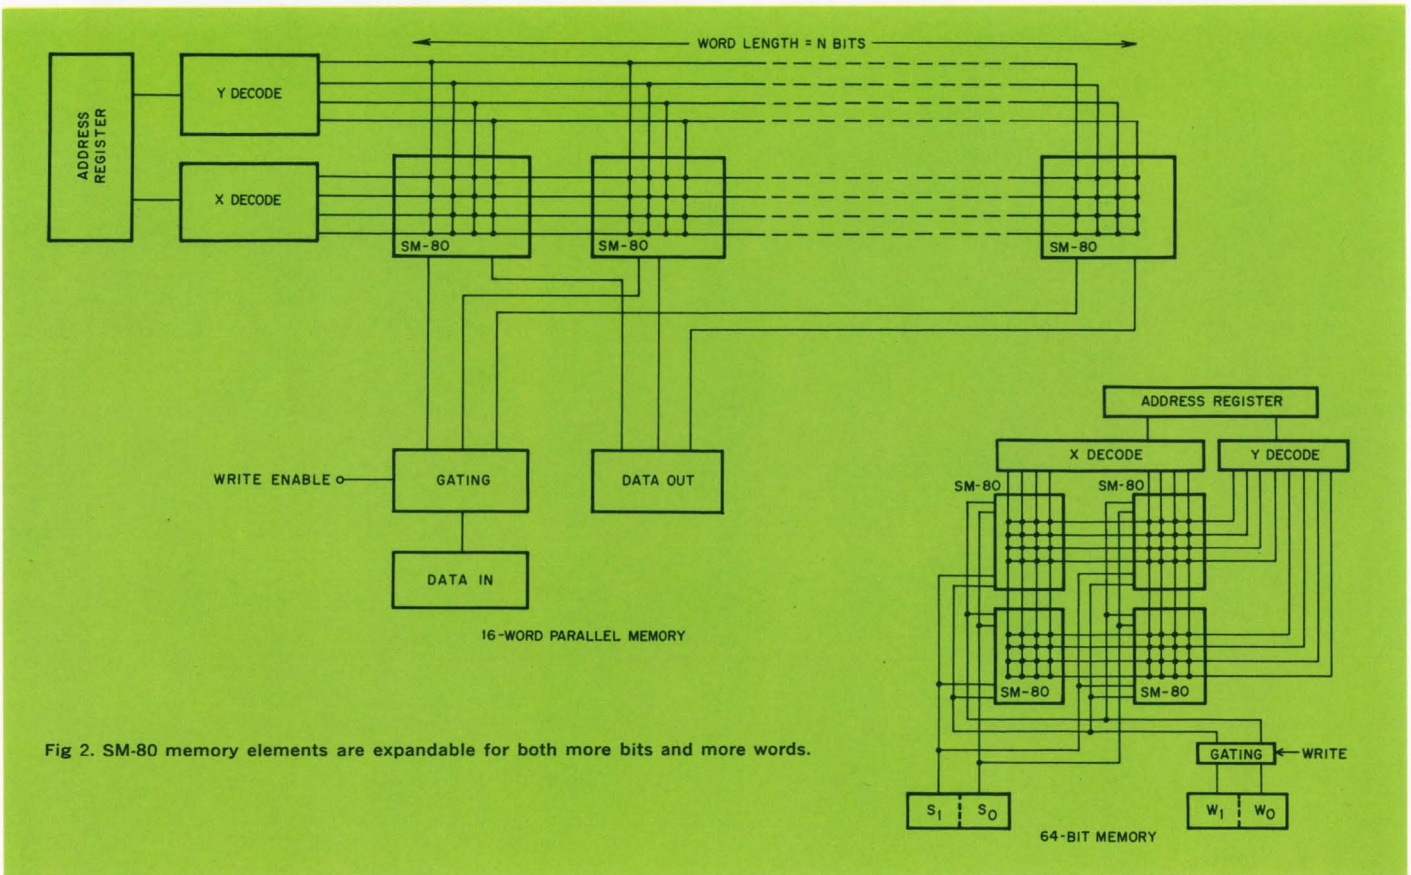 WORD LENGTH = N BITS
ADDRESS REGISTER
Y DECODE
X DECODE
SM-80
SM-80
SM-80
WRITE ENABLE
GATING
DATA OUT
DATA IN
16-WORD PARALLEL MEMORY
ADDRESS REGISTER
X DECODE
Y DECODE
SM-80
SM-80
SM-80
SM-80
GATING
WRITE
S1
S0
W1
W0
64-BIT MEMORY
Fig 2. SM-80 memory elements are expandable for both more bits and more words.